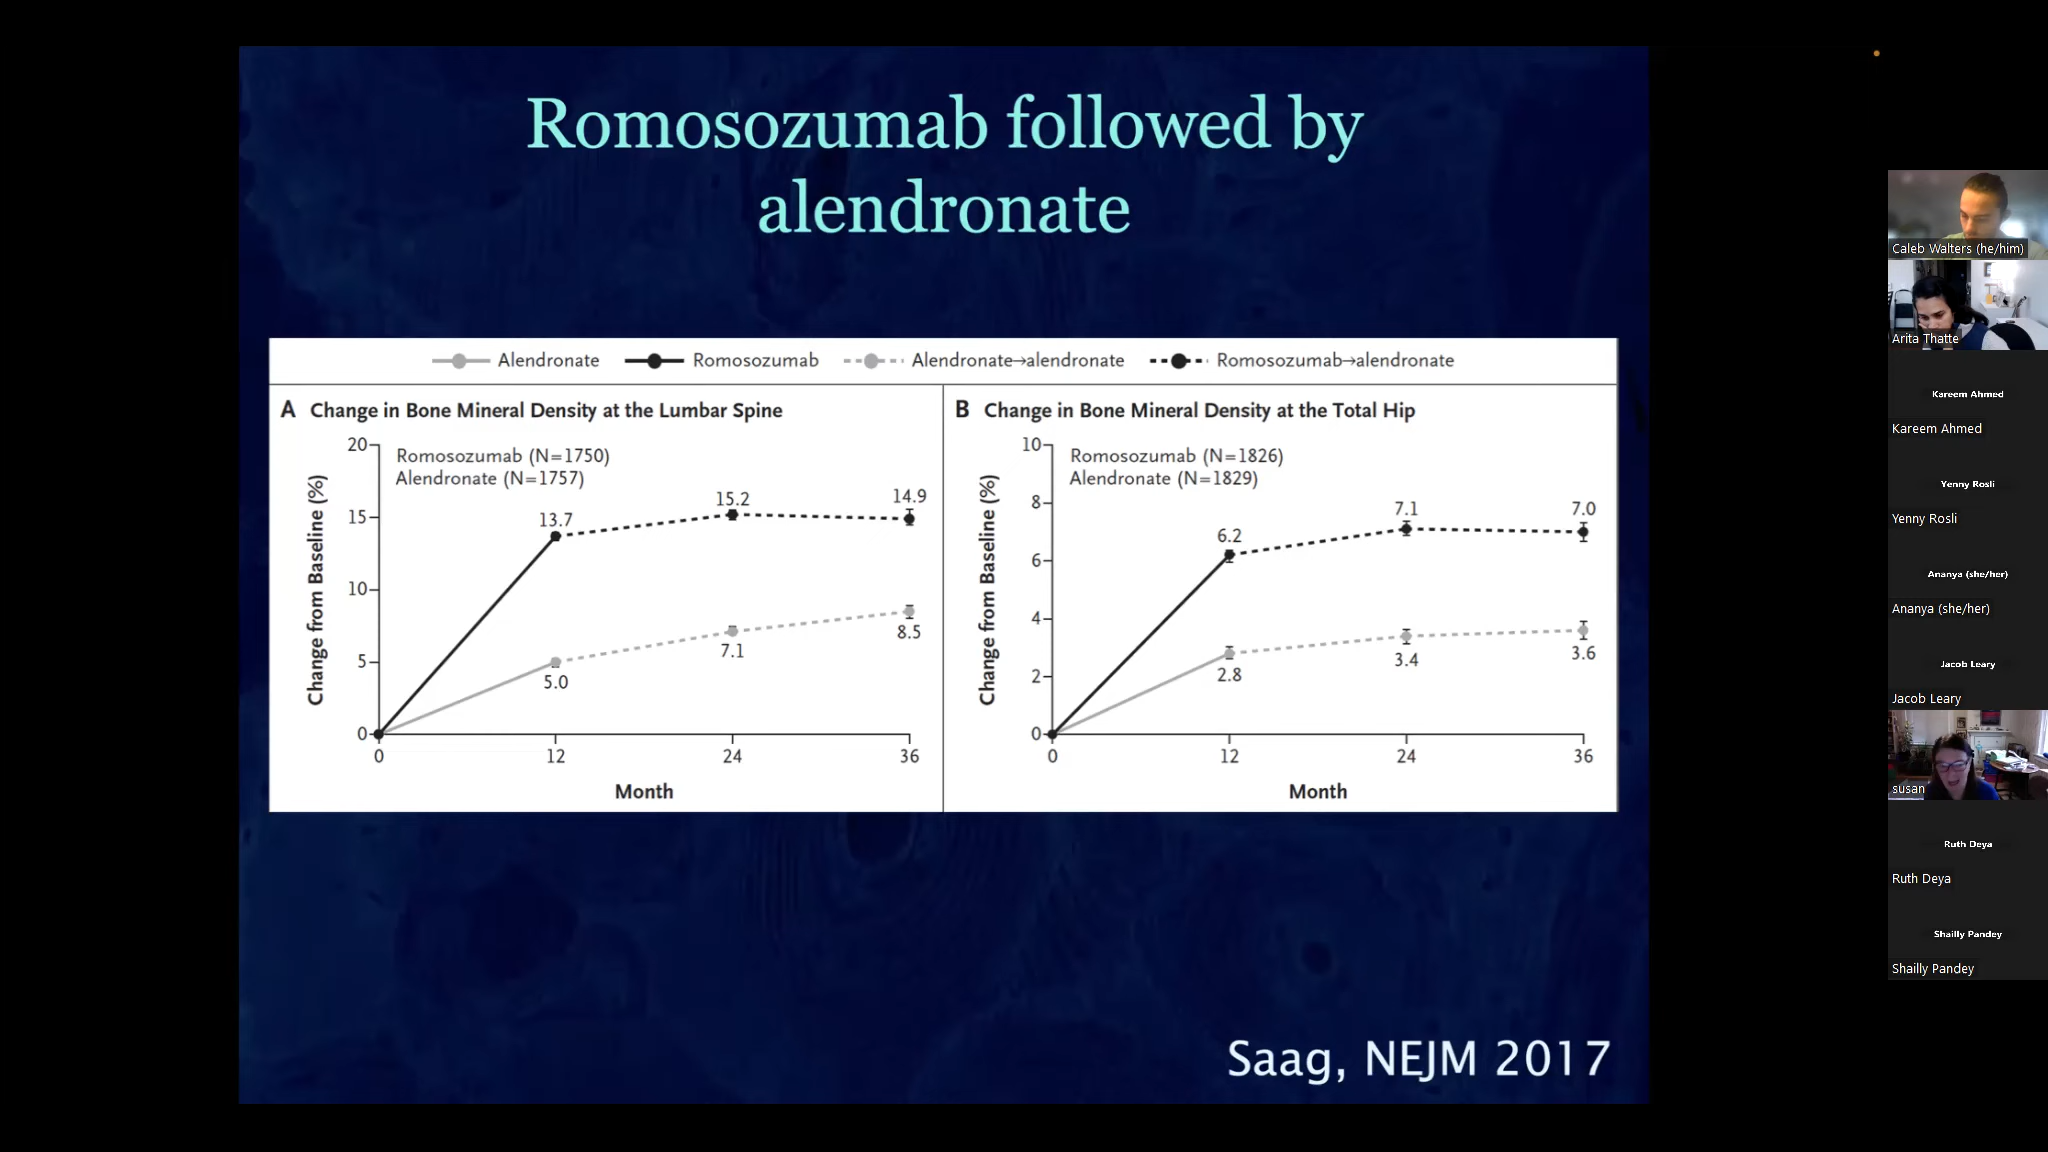 Romosozumab followed by
alendronate
Alendronate
Romosozumab
Alendronate→alendronate
Romosozumab→alendronate
A Change in Bone Mineral Density at the Lumbar Spine
Romosozumab (N=1750)
Alendronate (N=1757)
Change from Baseline (%)
20
15
10
5
0
13.7
15.2
14.9
5.0
7.1
8.5
0
12
24
36
Month
B Change in Bone Mineral Density at the Total Hip
Romosozumab (N=1826)
Alendronate (N=1829)
Change from Baseline (%)
10
8
6
4
2
0
6.2
7.1
7.0
2.8
3.4
3.6
0
12
24
36
Month
Saag, NEJM 2017
Caleb Walters (he/him)
Arita Thatte
Kareem Ahmed
Kareem Ahmed
Yenny Rosli
Yenny Rosli
Ananya (she/her)
Ananya (she/her)
Jacob Leary
Jacob Leary
susan
Ruth Deya
Ruth Deya
Shailly Pandey
Shailly Pandey